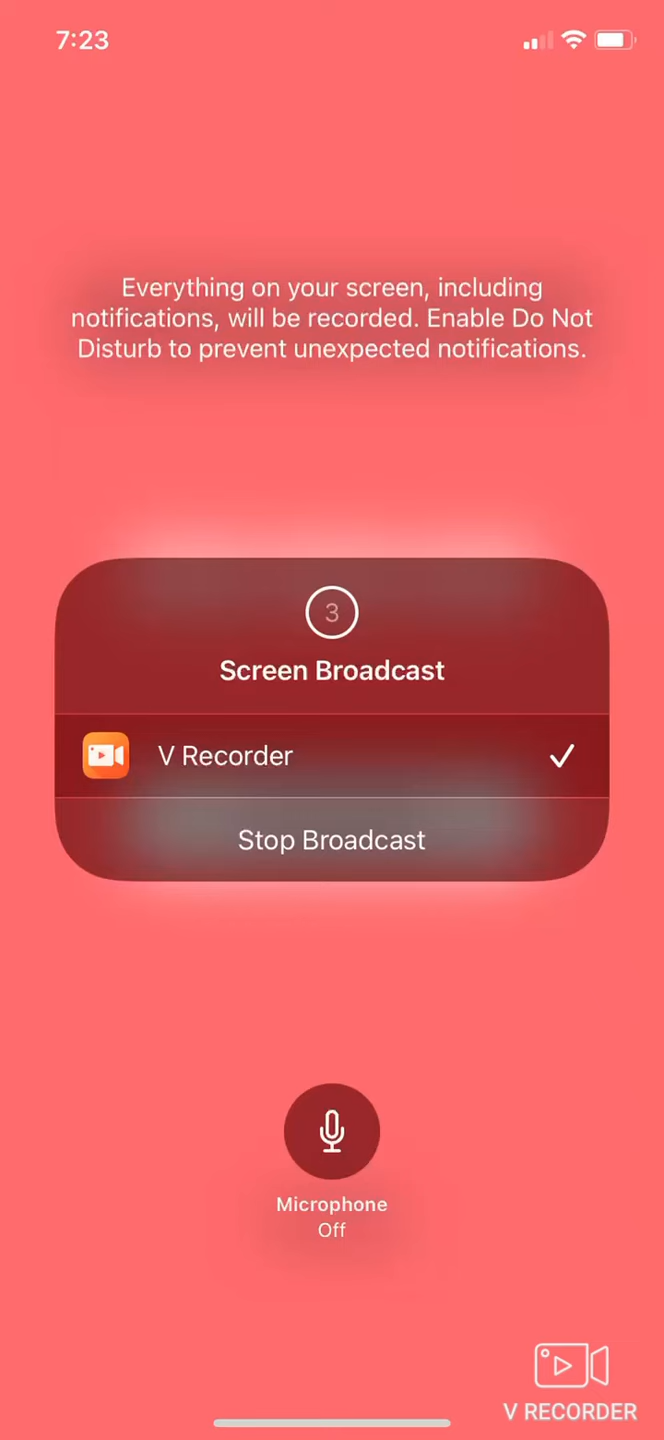 7:23
Everything on your screen, including
notifications, will be recorded. Enable Do Not
Disturb to prevent unexpected notifications.
3
Screen Broadcast
V Recorder
Stop Broadcast
Microphone
Off
V RECORDER